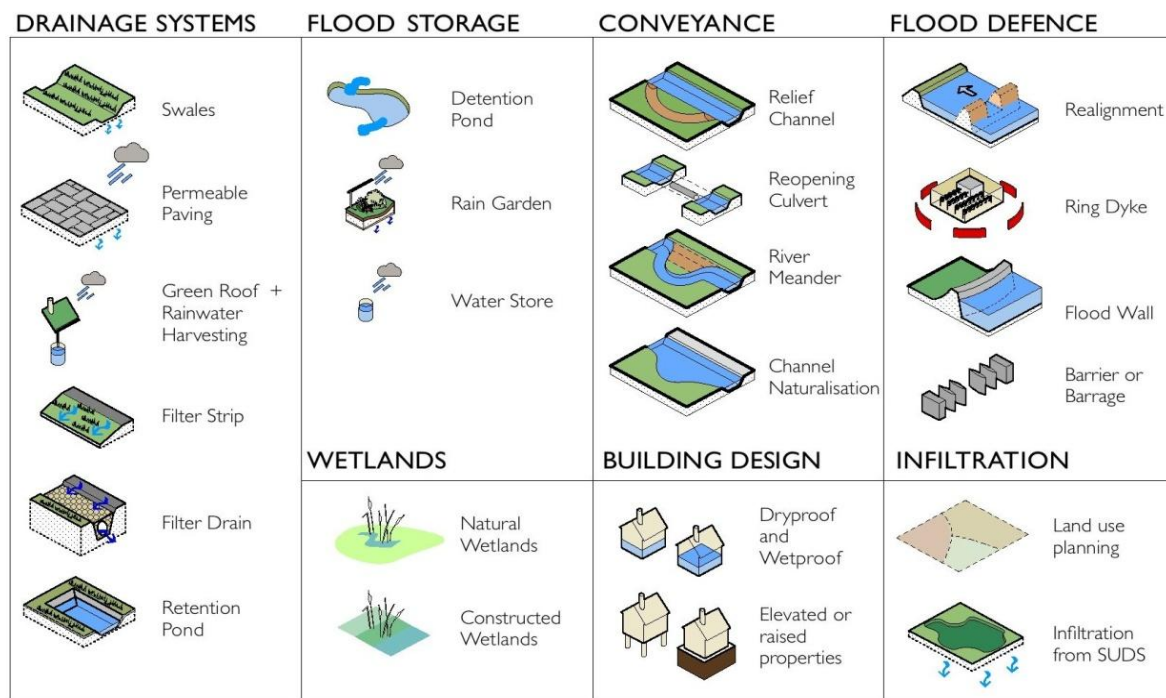 DRAINAGE SYSTEMS
Swales
Permeable
Paving
Green Roof +
Rainwater
Harvesting
Filter Strip
Filter Drain
Retention
Pond
FLOOD STORAGE
Detention
Pond
Rain Garden
Water Store
WETLANDS
Natural
Wetlands
Constructed
Wetlands
CONVEYANCE
Relief
Channel
Reopening
Culvert
River
Meander
Channel
Naturalisation
BUILDING DESIGN
Dryproof
and
Wetproof
Elevated or
raised
properties
FLOOD DEFENCE
Realignment
Ring Dyke
Flood Wall
Barrier or
Barrage
INFILTRATION
Land use
planning
Infiltration
from SUDS